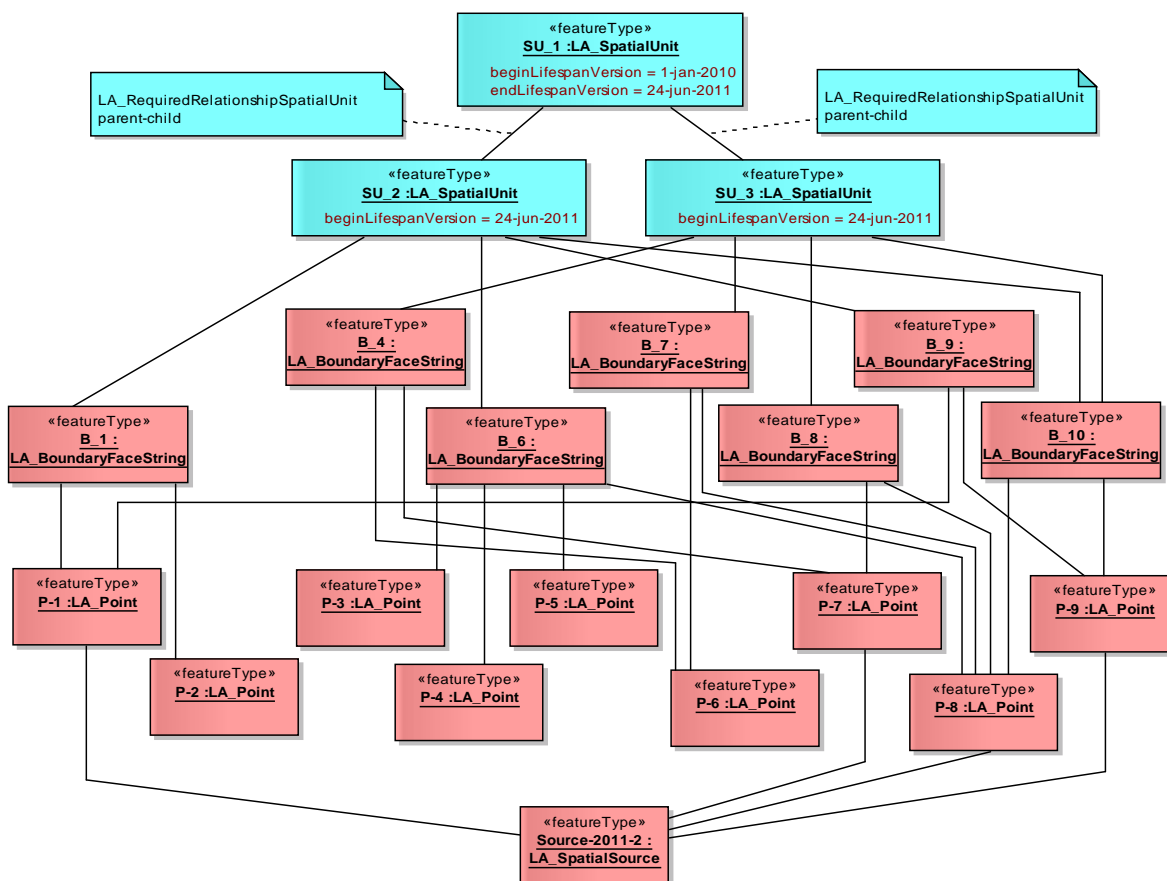 «featureType»
SU_1 :LA_SpatialUnit
beginLifespanVersion = 1-jan-2010
endLifespanVersion = 24-jun-2011
LA_RequiredRelationshipSpatialUnit
parent-child
LA_RequiredRelationshipSpatialUnit
parent-child
«featureType»
SU_2 :LA_SpatialUnit
beginLifespanVersion = 24-jun-2011
«featureType»
SU_3 :LA_SpatialUnit
beginLifespanVersion = 24-jun-2011
«featureType»
B_4 :
LA_BoundaryFaceString
«featureType»
B_7 :
LA_BoundaryFaceString
«featureType»
B_9 :
LA_BoundaryFaceString
«featureType»
B_1 :
LA_BoundaryFaceString
«featureType»
B_6 :
LA_BoundaryFaceString
«featureType»
B_8 :
LA_BoundaryFaceString
«featureType»
B_10 :
LA_BoundaryFaceString
«featureType»
P-1 :LA_Point
«featureType»
P-3 :LA_Point
«featureType»
P-5 :LA_Point
«featureType»
P-7 :LA_Point
«featureType»
P-9 :LA_Point
«featureType»
P-2 :LA_Point
«featureType»
P-4 :LA_Point
«featureType»
P-6 :LA_Point
«featureType»
P-8 :LA_Point
«featureType»
Source-2011-2 :
LA_SpatialSource